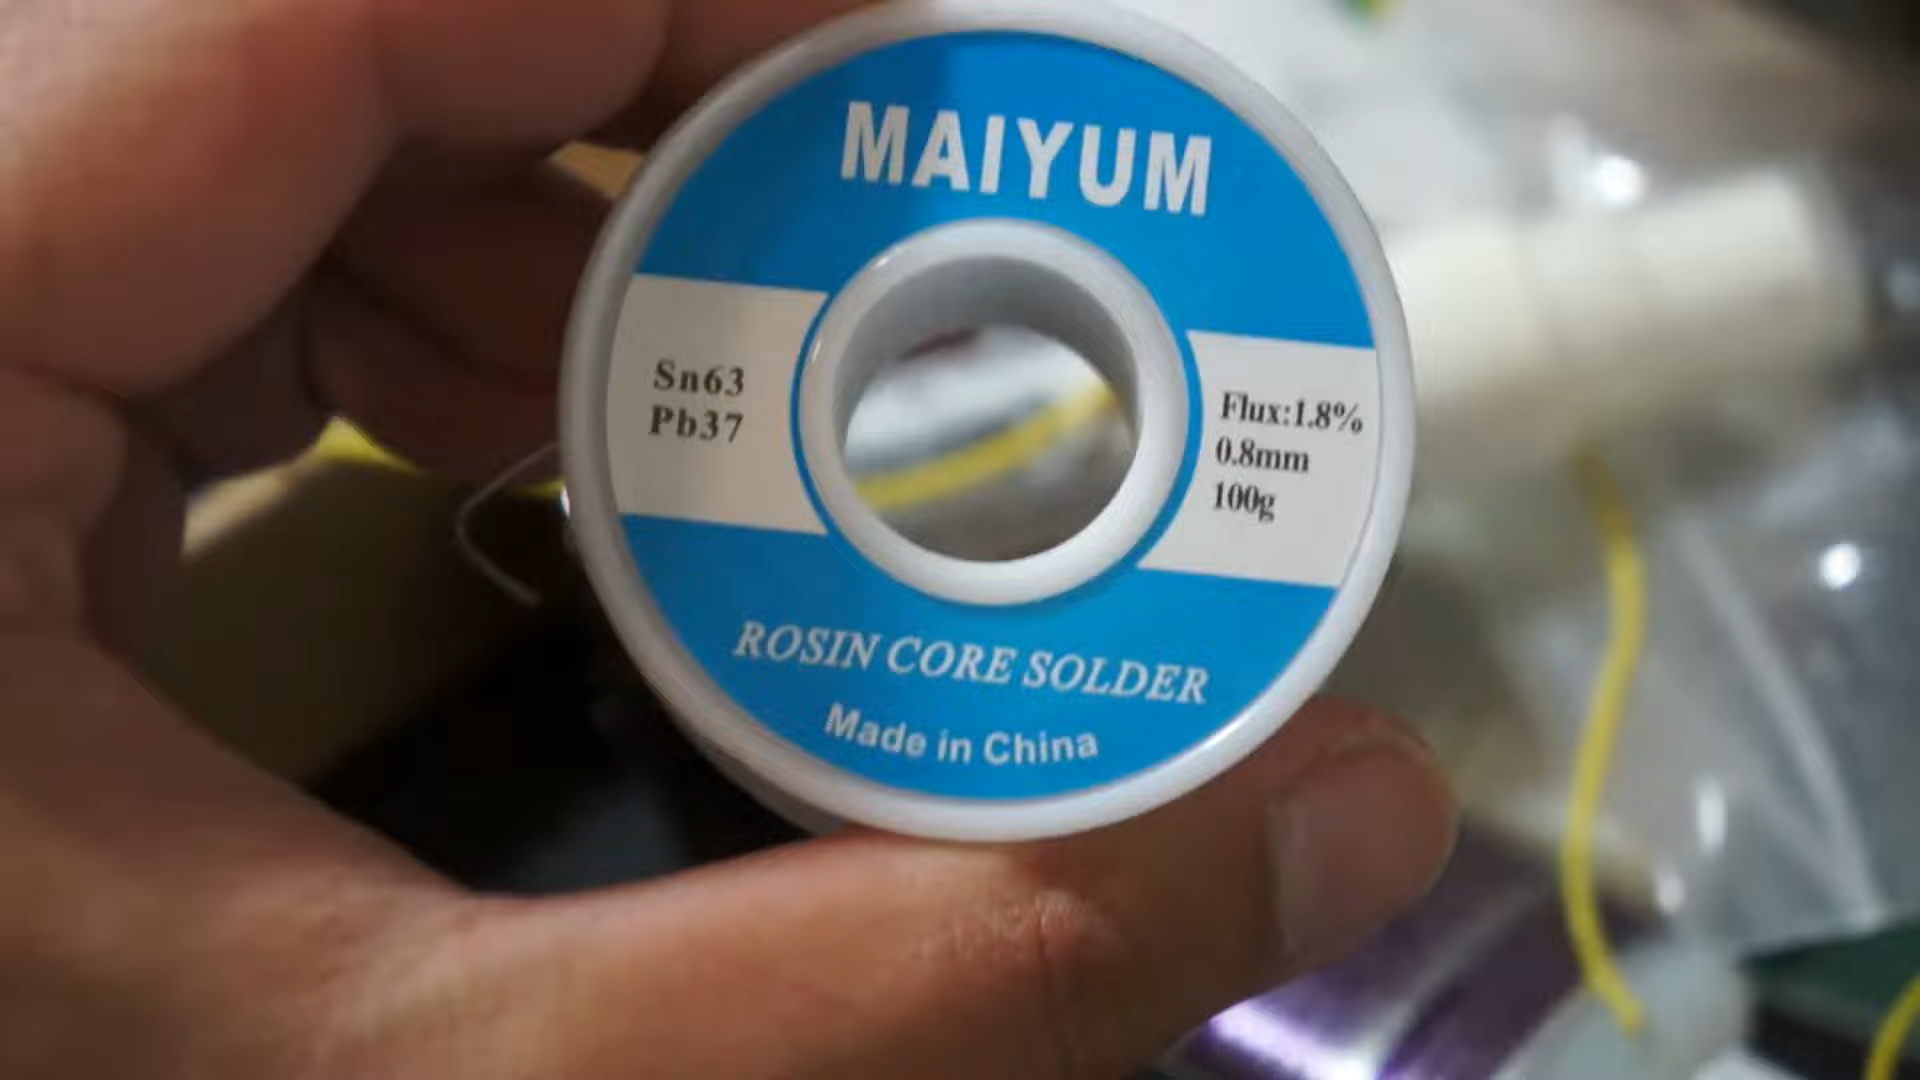 MAIYUM
Sn63
Pb37
Flux:1.8%
0.8mm
100g
ROSIN CORE SOLDER
Made in China